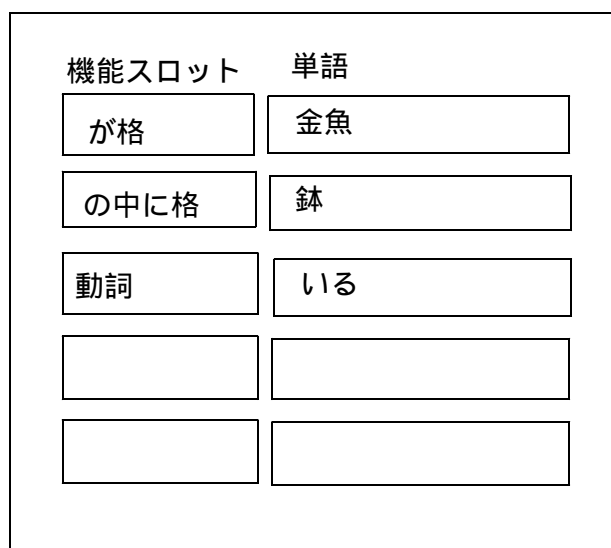 機能スロット 単語
が格 金魚
の中に格 鉢
動詞 いる